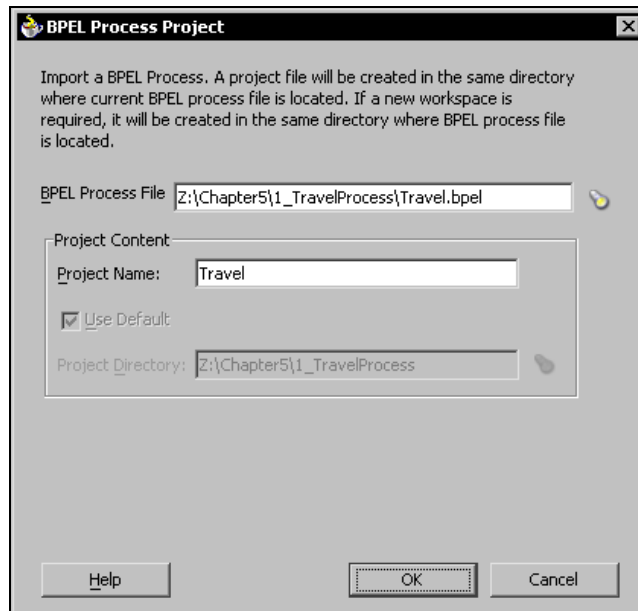 BPEL Process Project
Import a BPEL Process. A project file will be created in the same directory
where current BPEL process file is located. If a new workspace is
required, it will be created in the same directory where BPEL process file
is located.
BPEL Process File Z:\Chapter5\1_TravelProcess\Travel.bpel
Project Content
Project Name: Travel
Use Default
Project Directory: Z:\Chapter5\1_TravelProcess
Help OK Cancel